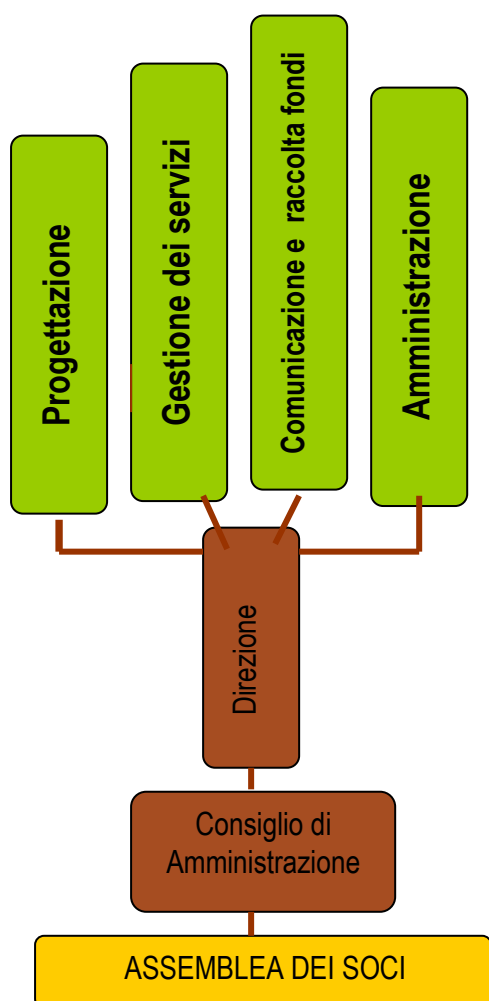 Progettazione
Gestione dei servizi
Comunicazione e raccolta fondi
Amministrazione
Direzione
Consiglio di
Amministrazione
ASSEMBLEA DEI SOCI